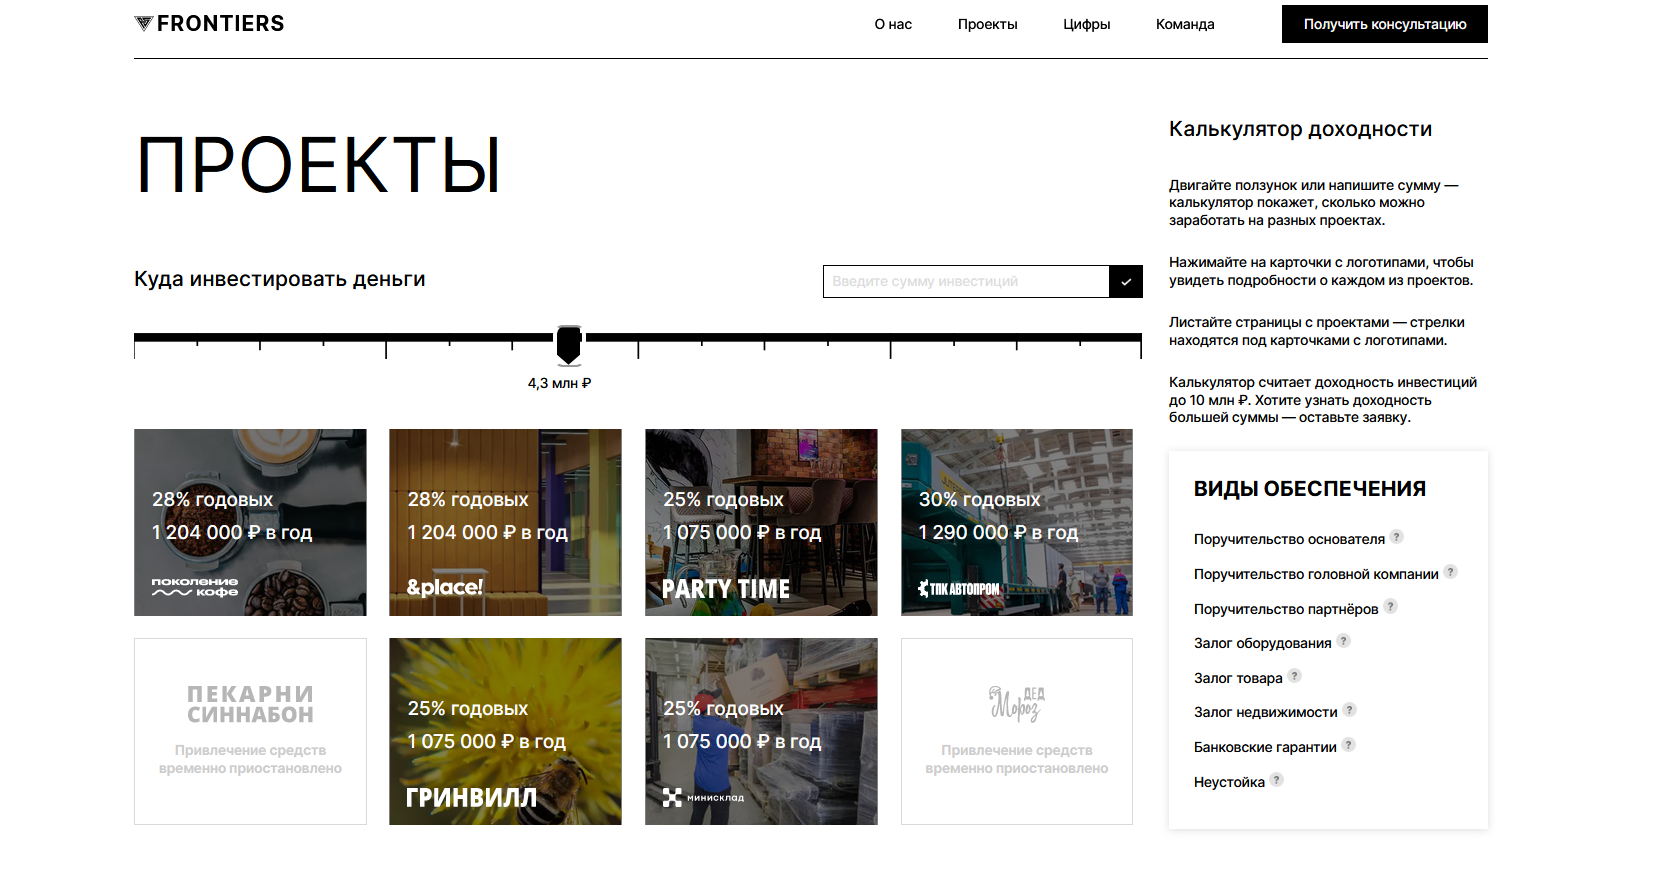 FRONTIERS
О нас
Проекты
Цифры
Команда
Получить консультацию
ПРОЕКТЫ
Куда инвестировать деньги
Введите сумму инвестиций
4,3 млн ₽
28% годовых
1 204 000 ₽ в год
поколение
кофе
28% годовых
1 204 000 ₽ в год
&place!
25% годовых
1 075 000 ₽ в год
PARTY TIME
30% годовых
1 290 000 ₽ в год
ТПК АВТОПРОМ
ПЕКАРНИ
СИННАБОН
Привлечение средств
временно приостановлено
25% годовых
1 075 000 ₽ в год
ГРИНВИЛЛ
25% годовых
1 075 000 ₽ в год
МИНИСКЛАД
ДЕД
Мороз
Привлечение средств
временно приостановлено
Калькулятор доходности
Двигайте ползунок или напишите сумму —
калькулятор покажет, сколько можно
заработать на разных проектах.
Нажимайте на карточки с логотипами, чтобы
увидеть подробности о каждом из проектов.
Листайте страницы с проектами — стрелки
находятся под карточками с логотипами.
Калькулятор считает доходность инвестиций
до 10 млн ₽. Хотите узнать доходность
большей суммы — оставьте заявку.
ВИДЫ ОБЕСПЕЧЕНИЯ
Поручительство основателя ?
Поручительство головной компании ?
Поручительство партнёров ?
Залог оборудования ?
Залог товара ?
Залог недвижимости ?
Банковские гарантии ?
Неустойка ?